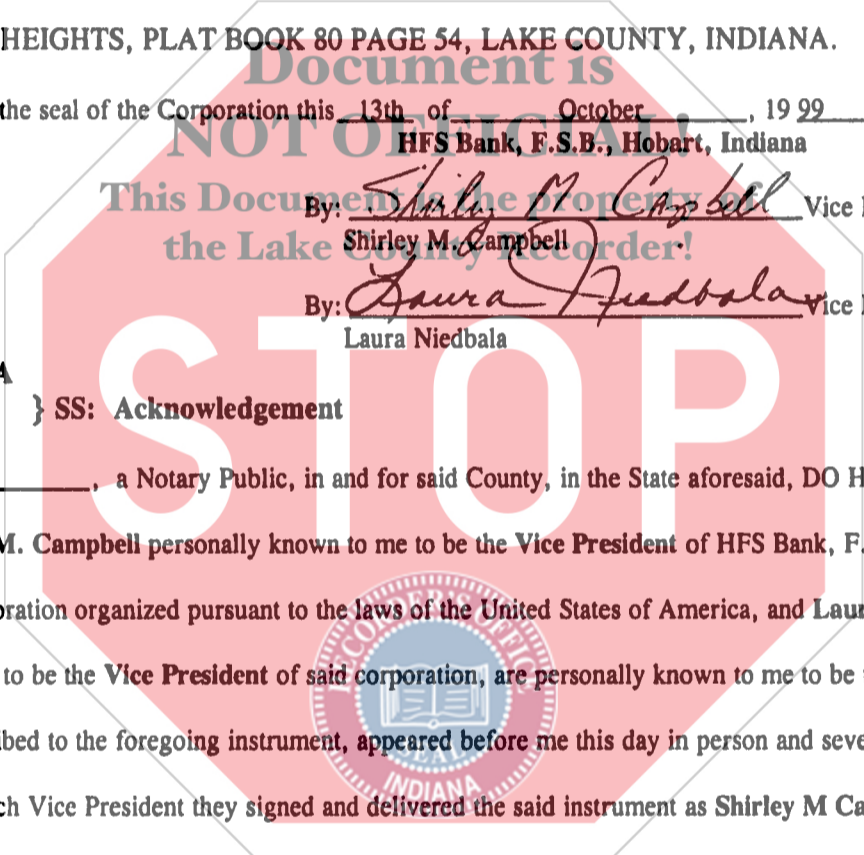 HEIGHTS, PLAT BOOK 80 PAGE 54, LAKE COUNTY, INDIANA.
Document is
the seal of the Corporation this 13th of October, 19 99
NOT OFFICIAL!
HFS Bank, F.S.B., Hobart, Indiana
This Document is the property of
By: Shirley M. Campbell Vice
the Lake County Recorder!
Shirley M. Campbell
By: Laura Niedbala Vice
Laura Niedbala
STOP
A
} SS: Acknowledgement
, a Notary Public, in and for said County, in the State aforesaid, DO H
M. Campbell personally known to me to be the Vice President of HFS Bank, F.
oration organized pursuant to the laws of the United States of America, and Laur
to be the Vice President of said corporation, are personally known to me to be
ibed to the foregoing instrument, appeared before me this day in person and seve
ch Vice President they signed and delivered the said instrument as Shirley M Ca
RECORDER'S OFFICE
SEAL
INDIANA